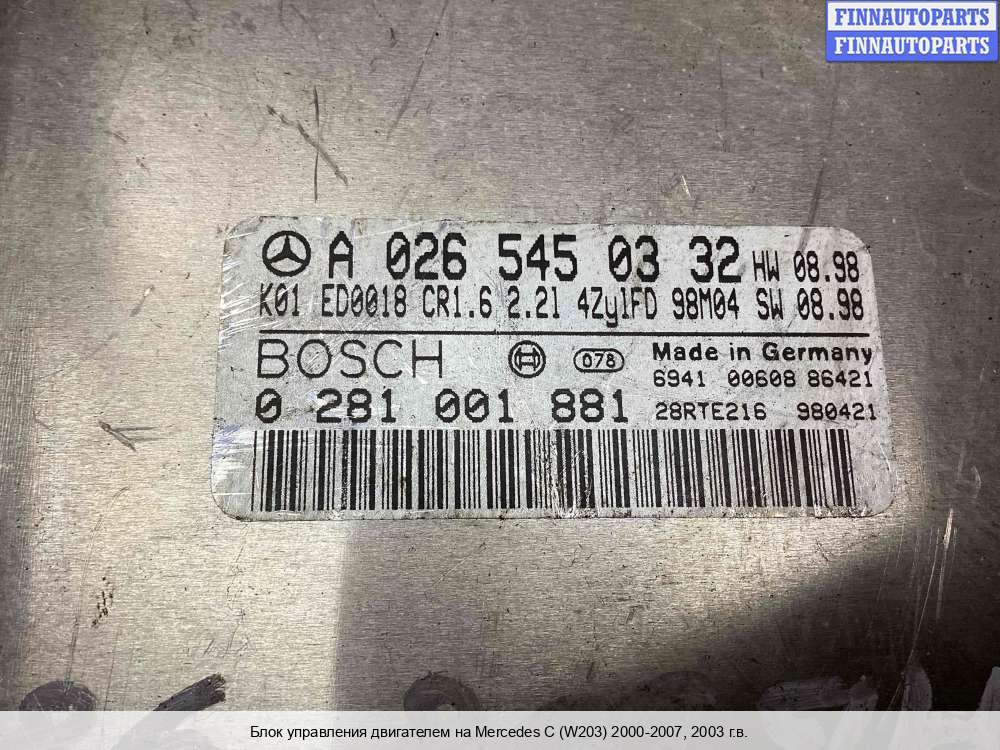 FINNAUTOPARTS
FINNAUTOPARTS
A 026 545 03 32 HW 08.98
K01 ED0018 CR1.6 2.2l 4ZylFD 98M04 SW 08.98
BOSCH 078 Made in Germany
6941 00608 86421
0 281 001 881 28RTE216 980421
Блок управления двигателем на Mercedes C (W203) 2000-2007, 2003 г.в.